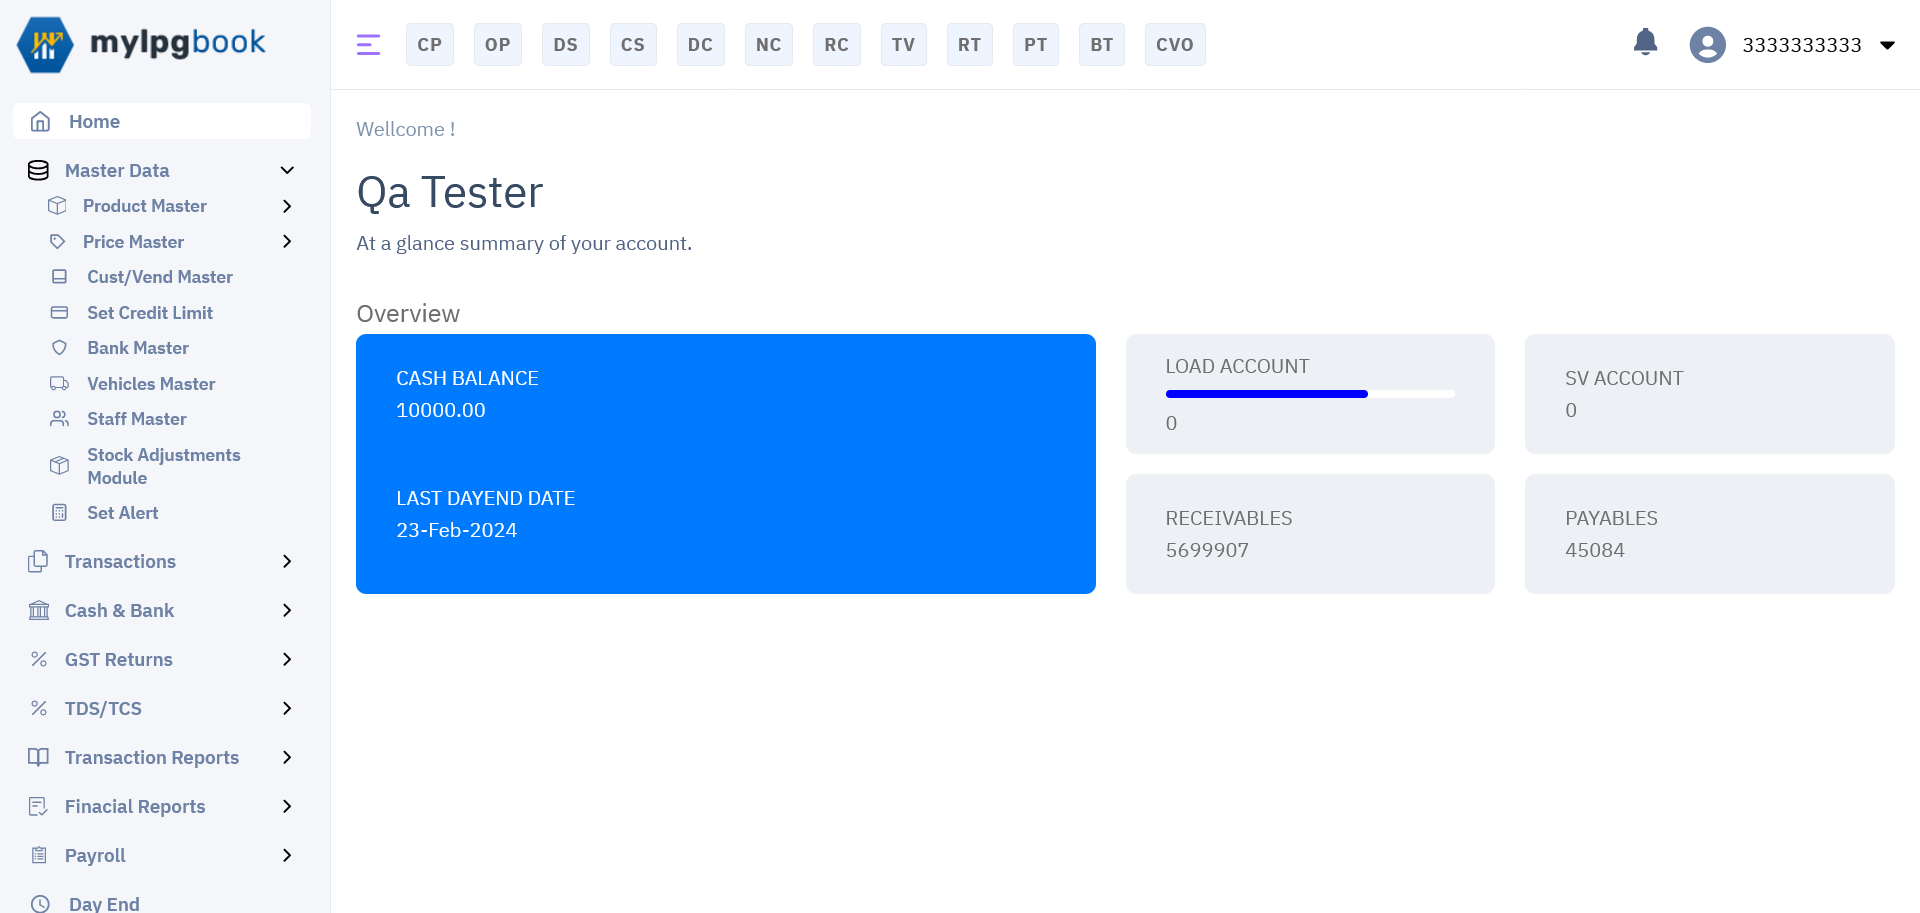 mylpgbook
CP OP DS CS DC NC RC TV RT PT BT CVO
3333333333
Home
Master Data
Product Master
Price Master
Cust/Vend Master
Set Credit Limit
Bank Master
Vehicles Master
Staff Master
Stock Adjustments
Module
Set Alert
Transactions
Cash & Bank
GST Returns
TDS/TCS
Transaction Reports
Finacial Reports
Payroll
Day End
Wellcome !
Qa Tester
At a glance summary of your account.
Overview
CASH BALANCE
10000.00
LAST DAYEND DATE
23-Feb-2024
LOAD ACCOUNT
0
SV ACCOUNT
0
RECEIVABLES
5699907
PAYABLES
45084